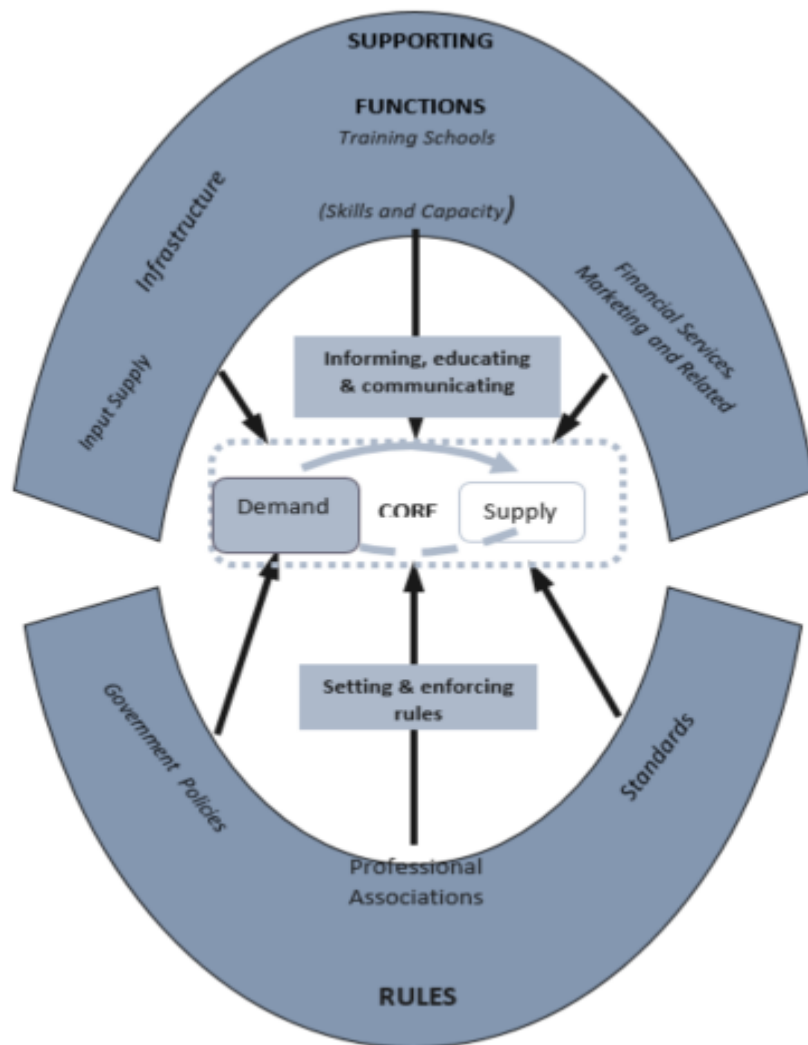 SUPPORTING
FUNCTIONS
Training Schools
(Skills and Capacity)
Infrastructure
Input Supply
Financial Services,
Marketing and Related
Informing, educating
& communicating
Demand
CORE
Supply
Setting & enforcing
rules
Government Policies
Standards
Professional
Associations
RULES